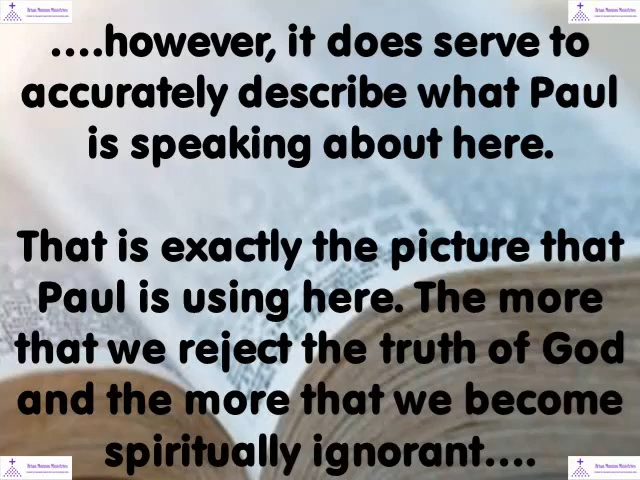 ....however, it does serve to
accurately describe what Paul
is speaking about here.
That is exactly the picture that
Paul is using here. The more
that we reject the truth of God
and the more that we become
spiritually ignorant....